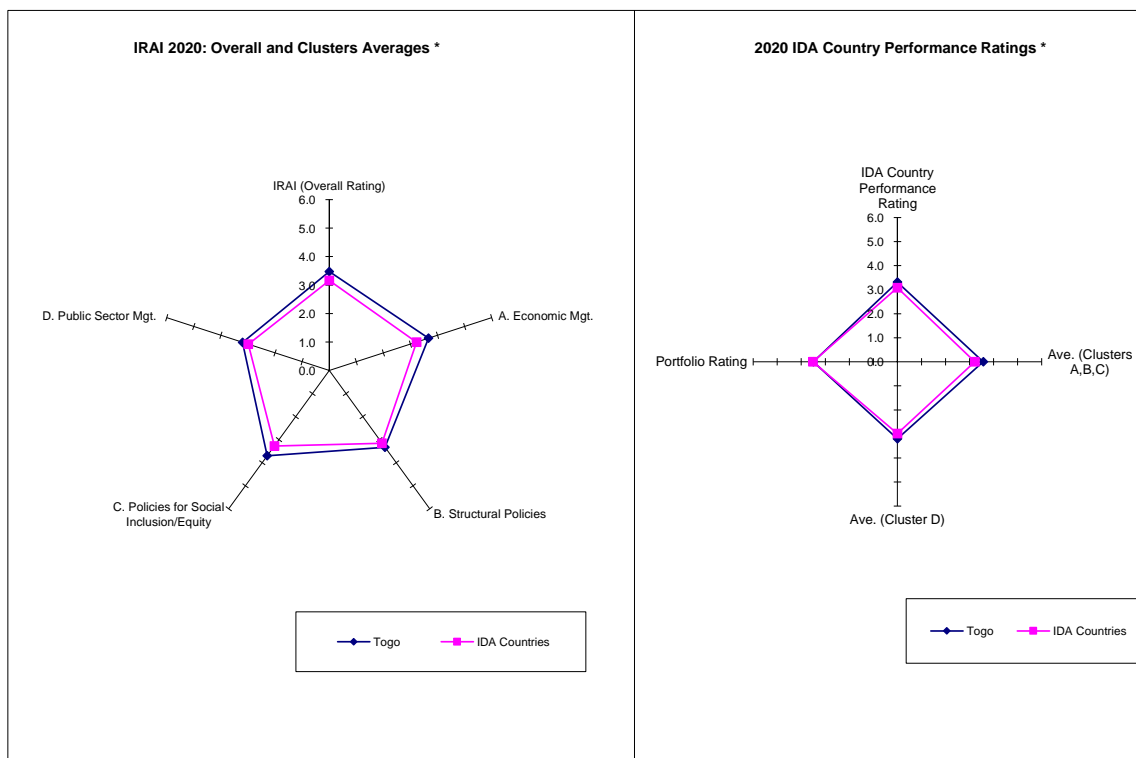 IRAI 2020: Overall and Clusters Averages *
IRAI (Overall Rating)
6.0
5.0
4.0
3.0
2.0
1.0
0.0
A. Economic Mgt.
B. Structural Policies
C. Policies for Social
Inclusion/Equity
D. Public Sector Mgt.
Togo
IDA Countries
2020 IDA Country Performance Ratings *
IDA Country
Performance
Rating
6.0
5.0
4.0
3.0
2.0
1.0
0.0
Ave. (Clusters
A,B,C)
Ave. (Cluster D)
Portfolio Rating
Togo
IDA Countries